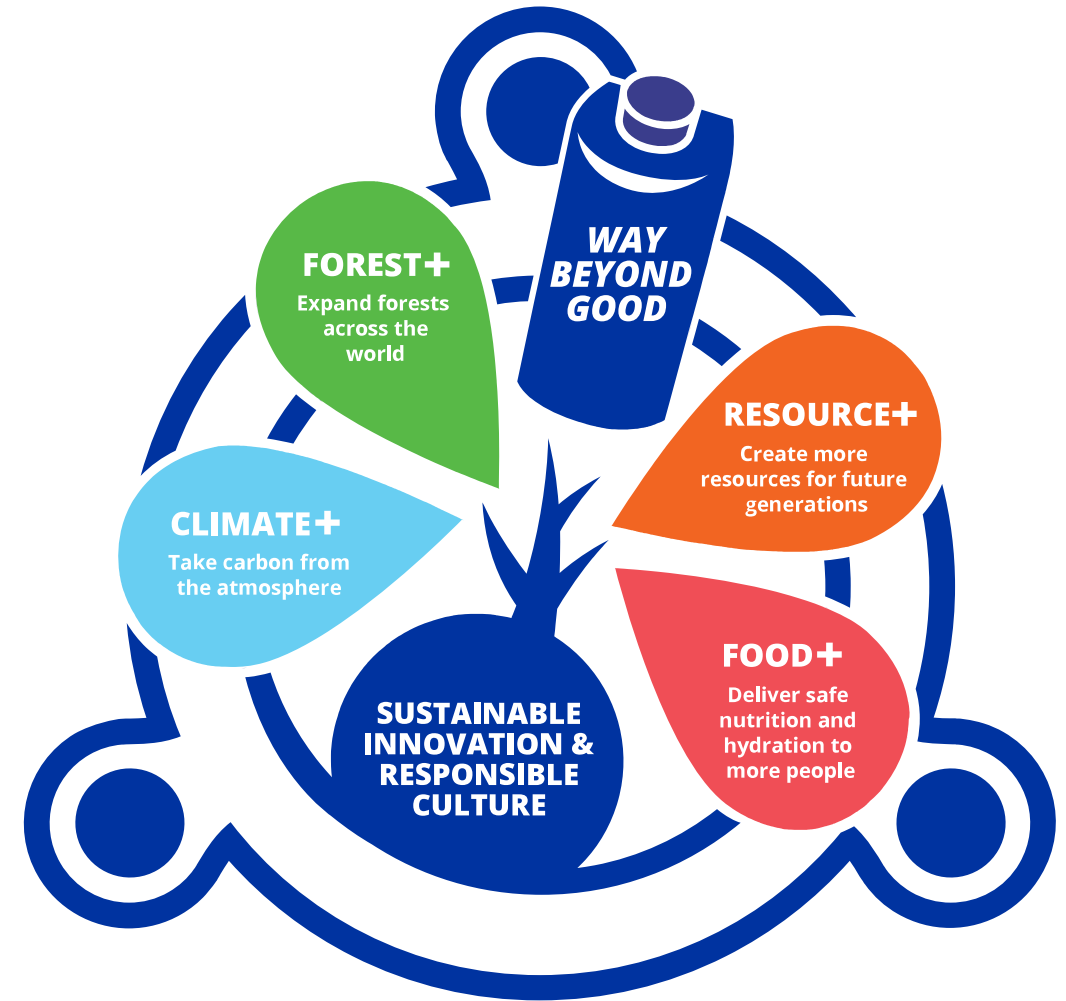 WAY
BEYOND
GOOD
FOREST+
Expand forests
across the
world
RESOURCE+
Create more
resources for future
generations
CLIMATE+
Take carbon from
the atmosphere
FOOD+
Deliver safe
nutrition and
hydration to
more people
SUSTAINABLE
INNOVATION &
RESPONSIBLE
CULTURE